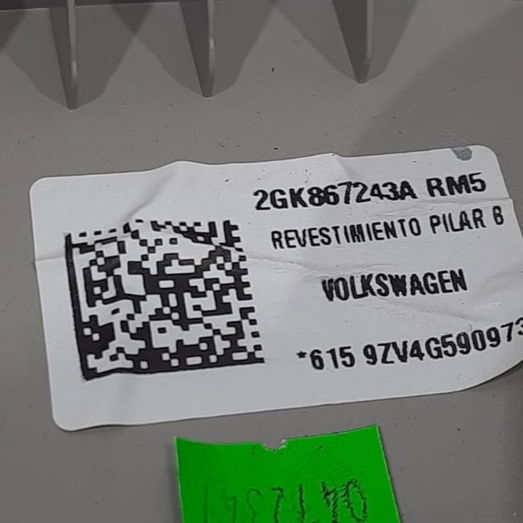 2GK867243A RM5
REVESTIMIENTO PILAR B
VOLKSWAGEN
*615 9ZV4G590973